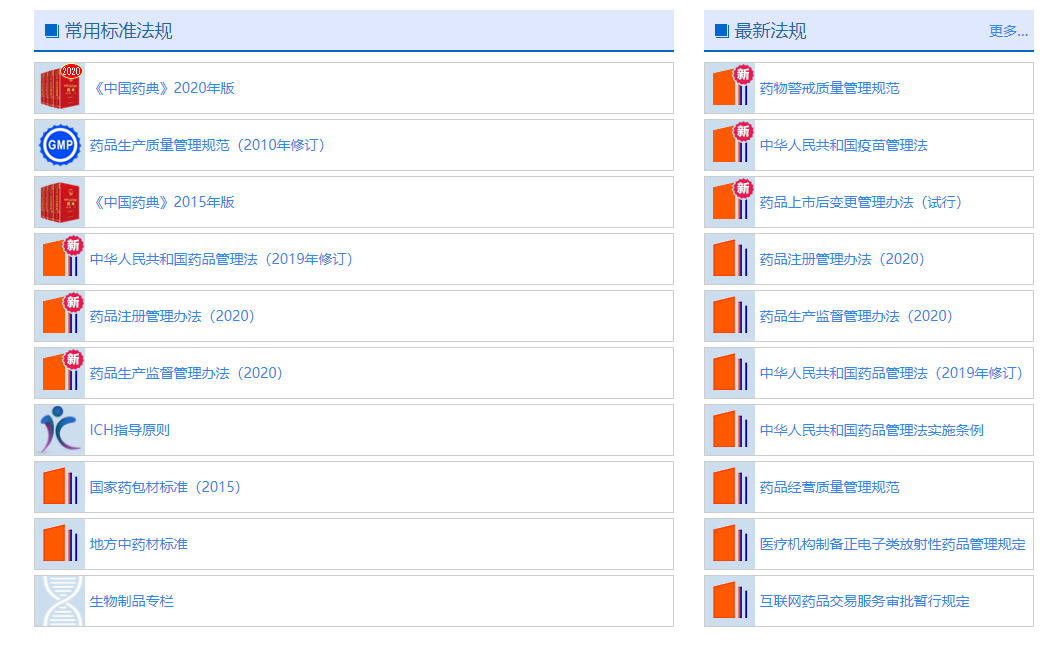 常用标准法规
2020
《中国药典》2020年版
GMP
药品生产质量管理规范（2010年修订）
《中国药典》2015年版
新
中华人民共和国药品管理法（2019年修订）
新
药品注册管理办法（2020）
新
药品生产监督管理办法（2020）
ICH指导原则
国家药包材标准（2015）
地方中药材标准
生物制品专栏
最新法规
更多...
新
药物警戒质量管理规范
新
中华人民共和国疫苗管理法
新
药品上市后变更管理办法（试行）
药品注册管理办法（2020）
药品生产监督管理办法（2020）
中华人民共和国药品管理法（2019年修订）
中华人民共和国药品管理法实施条例
药品经营质量管理规范
医疗机构制备正电子类放射性药品管理规定
互联网药品交易服务审批暂行规定